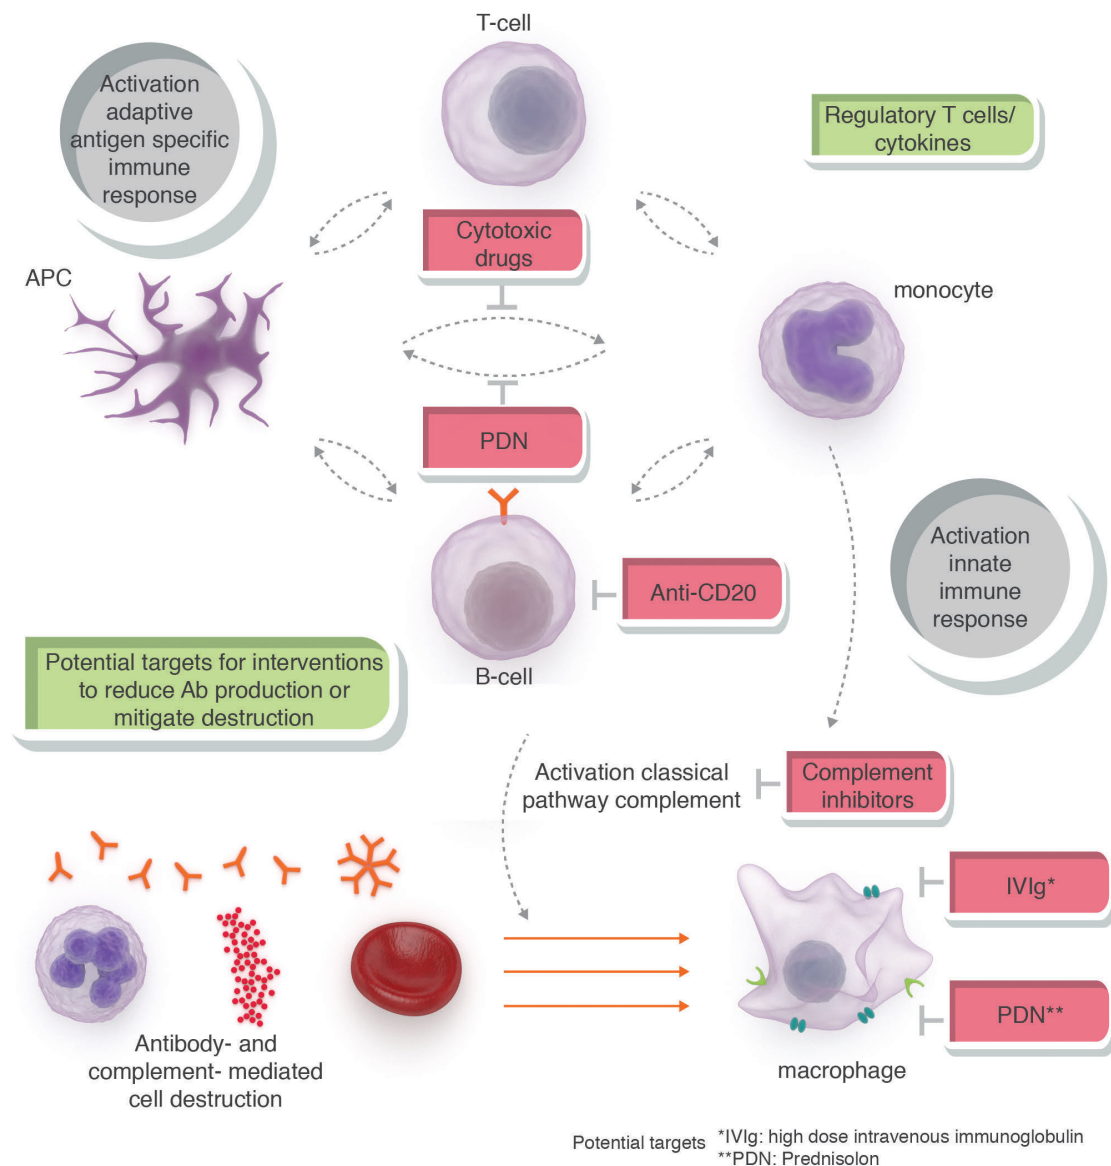 T-cell
Activation
adaptive
antigen specific
immune
response
Regulatory T cells/
cytokines
Cytotoxic
drugs
APC
monocyte
PDN
Activation
innate
immune
response
Anti-CD20
B-cell
Potential targets for interventions
to reduce Ab production or
mitigate destruction
Activation classical
pathway complement
Complement
inhibitors
IVIg*
PDN**
Antibody- and
complement- mediated
cell destruction
macrophage
Potential targets *IVIg: high dose intravenous immunoglobulin
**PDN: Prednisolon